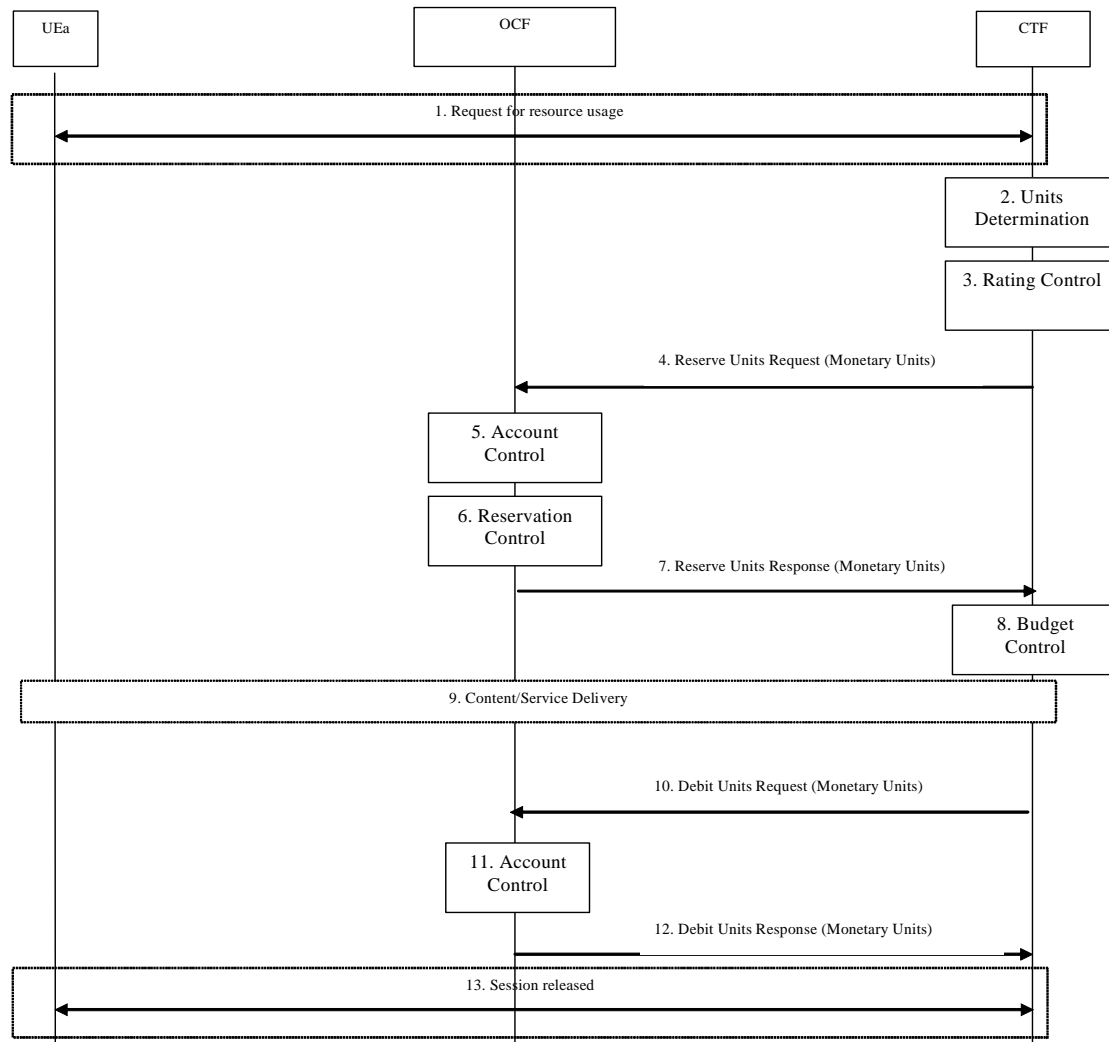 UEa
OCF
CTF
1. Request for resource usage
2. Units
Determination
3. Rating Control
4. Reserve Units Request (Monetary Units)
5. Account
Control
6. Reservation
Control
7. Reserve Units Response (Monetary Units)
8. Budget
Control
9. Content/Service Delivery
10. Debit Units Request (Monetary Units)
11. Account
Control
12. Debit Units Response (Monetary Units)
13. Session released